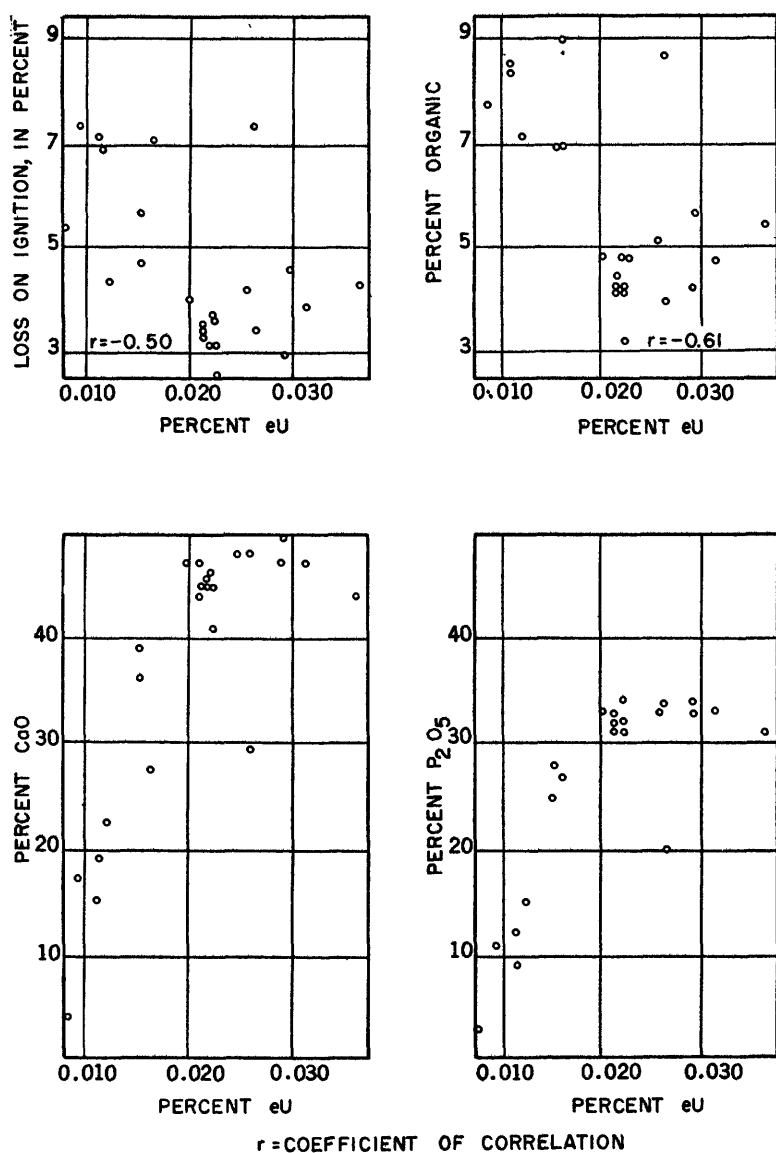 LOSS ON IGNITION, IN PERCENT
9
7
5
3
r=-0.50
0.010 0.020 0.030
PERCENT eU
PERCENT ORGANIC
9
7
5
3
r=-0.61
0.010 0.020 0.030
PERCENT eU
PERCENT CaO
40
30
20
10
0.010 0.020 0.030
PERCENT eU
PERCENT P2O5
40
30
20
10
0.010 0.020 0.030
PERCENT eU
r=COEFFICIENT OF CORRELATION